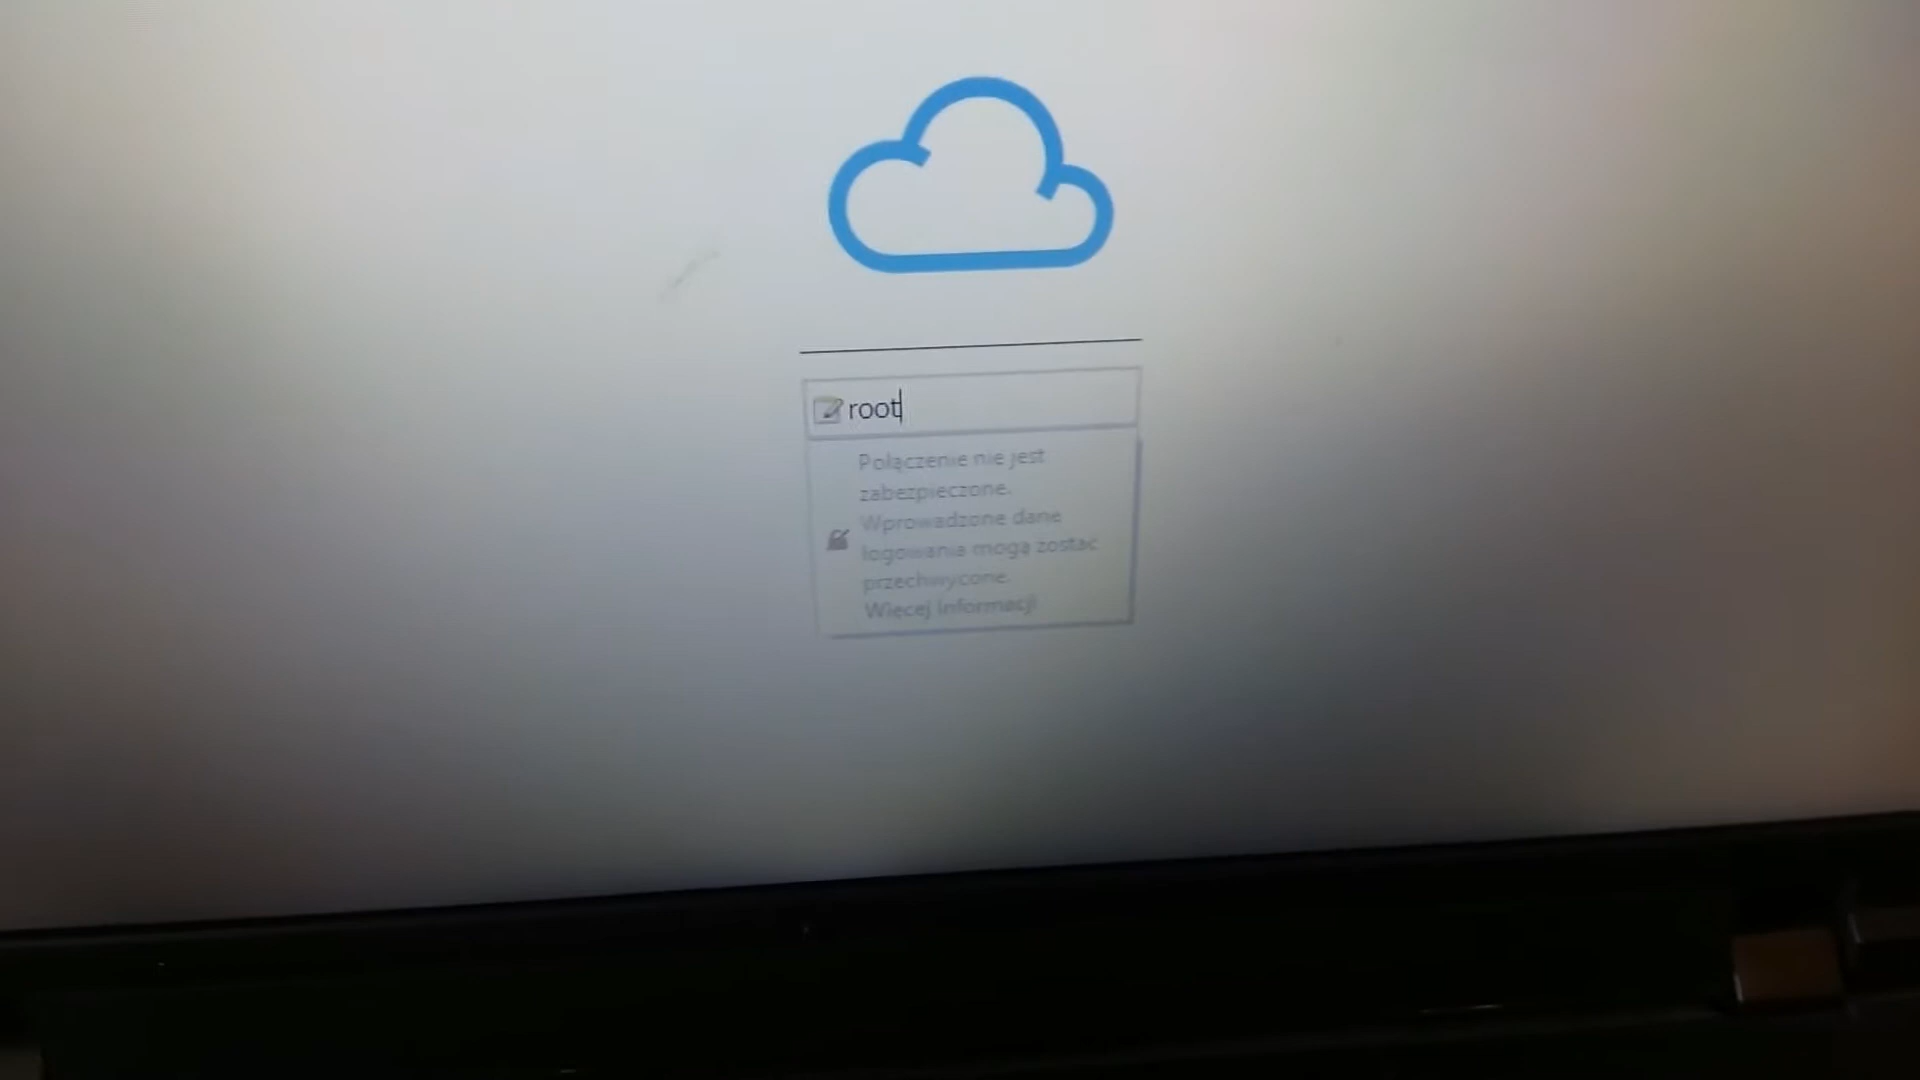 root
Połączenie nie jest
zabezpieczone.
Wprowadzone dane
logowania mogą zostać
przechwycone.
Więcej informacji